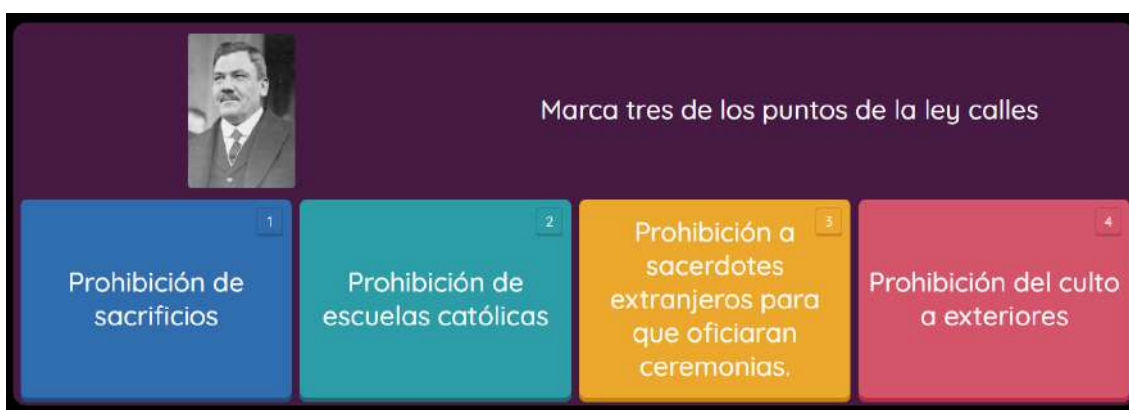 Marca tres de los puntos de la ley calles
1
Prohibición de
sacrificios
2
Prohibición de
escuelas católicas
3
Prohibición a
sacerdotes
extranjeros para
que oficiaran
ceremonias.
4
Prohibición del culto
a exteriores